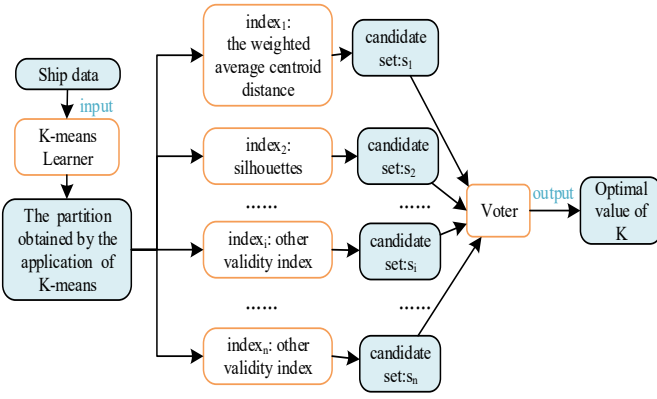 Ship data
input
K-means
Learner
The partition
obtained by the
application of
K-means
index₁:
the weighted
average centroid
distance
candidate
set:s₁
index₂:
silhouettes
candidate
set:s₂
......
......
indexᵢ: other
validity index
candidate
set:sᵢ
......
......
indexₙ: other
validity index
candidate
set:sₙ
Voter
output
Optimal
value of
K